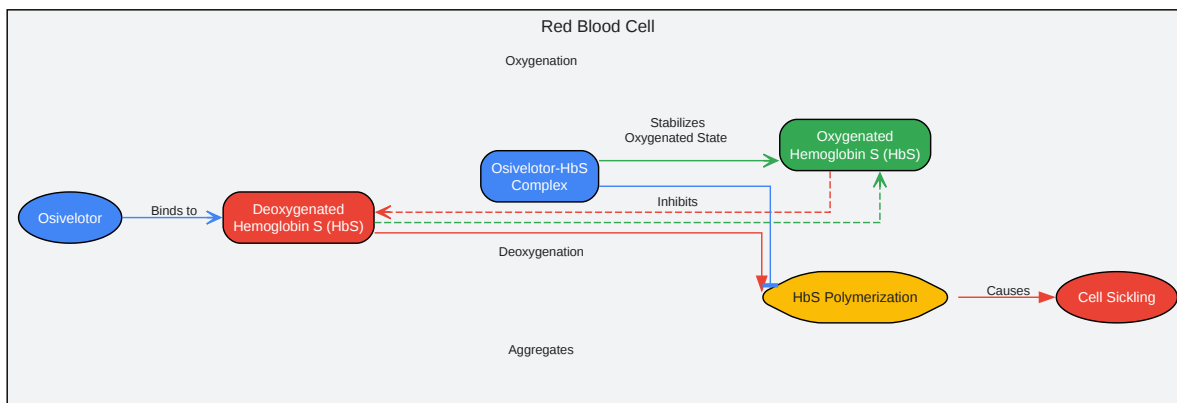 Red Blood Cell
Oxygenation
Stabilizes
Oxygenated State
Oxygenated
Hemoglobin S (HbS)
Osivelotor-HbS
Complex
Inhibits
Osivelotor
Binds to
Deoxygenated
Hemoglobin S (HbS)
Deoxygenation
HbS Polymerization
Causes
Cell Sickling
Aggregates